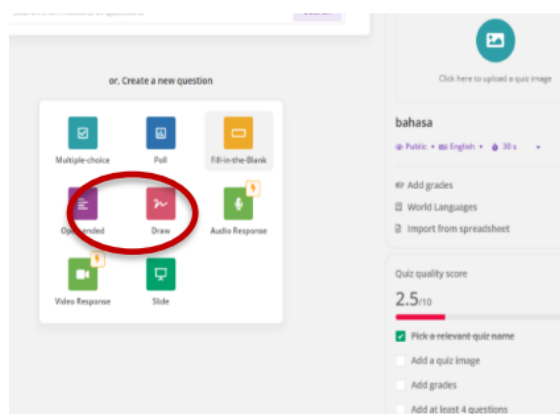 or, Create a new question
Multiple-choice
Poll
Fill-in-the-Blank
Open-ended
Draw
Audio Response
Video Response
Slide
Click here to upload a quiz image
bahasa
Public • English • 30 s
Add grades
World Languages
Import from spreadsheet
Quiz quality score
2.5/10
Pick a relevant quiz name
Add a quiz image
Add grades
Add at least 4 questions